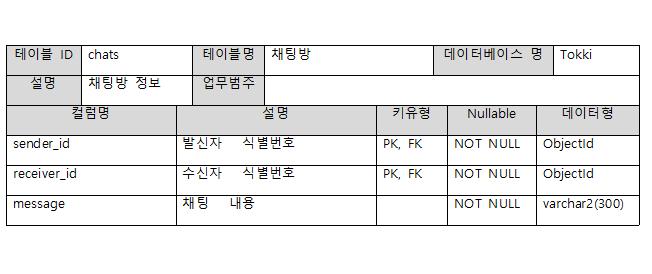 테이블 ID chats 테이블명 채팅방 데이터베이스 명 Tokki
설명 채팅방 정보 업무범주
컬럼명 설명 키유형 Nullable 데이터형
sender_id 발신자 식별번호 PK, FK NOT NULL ObjectId
receiver_id 수신자 식별번호 PK, FK NOT NULL ObjectId
message 채팅 내용 NOT NULL varchar2(300)